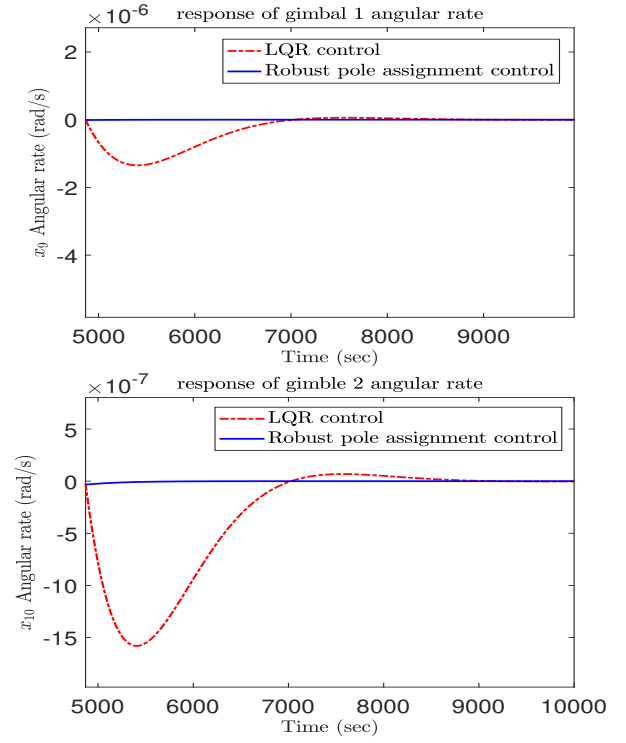 ×10-6
response of gimbal 1 angular rate
LQR control
Robust pole assignment control
2
0
-2
-4
x9 Angular rate (rad/s)
5000 6000 7000 8000 9000
Time (sec)
×10-7
response of gimble 2 angular rate
LQR control
Robust pole assignment control
5
0
-5
-10
-15
x10 Angular rate (rad/s)
5000 6000 7000 8000 9000 10000
Time (sec)